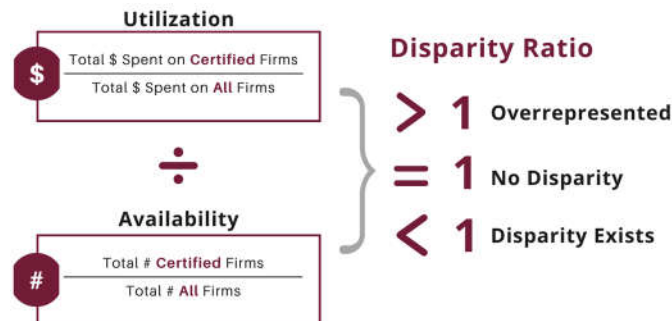 Utilization
$
Total $ Spent on Certified Firms
Total $ Spent on All Firms
÷
Availability
#
Total # Certified Firms
Total # All Firms
Disparity Ratio
> 1 Overrepresented
= 1 No Disparity
< 1 Disparity Exists